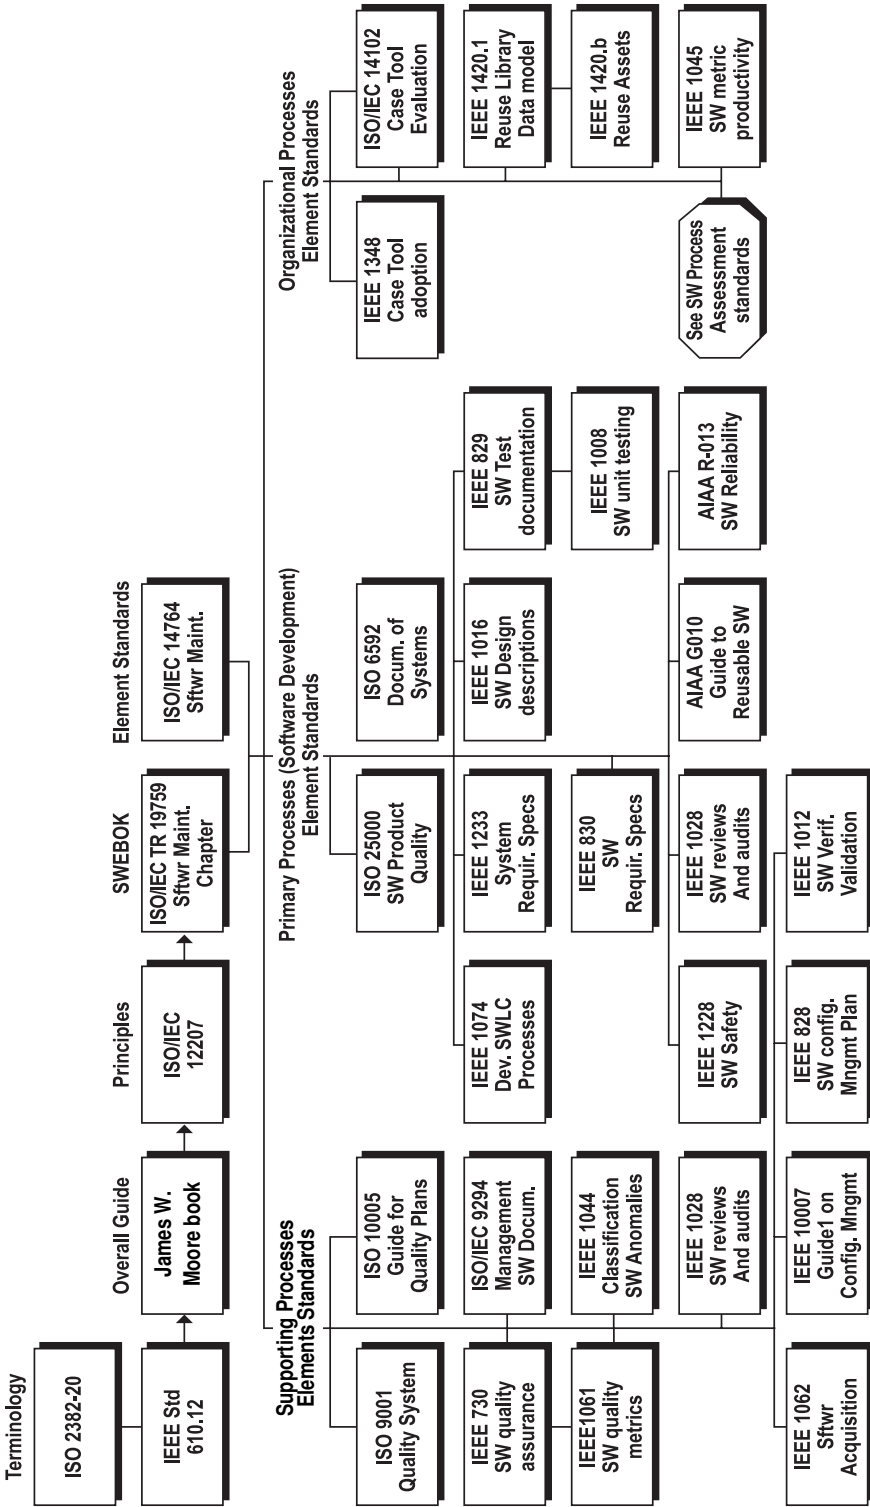 Terminology
ISO 2382-20
IEEE Std
610.12
Overall Guide
James W.
Moore book
Principles
ISO/IEC
12207
SWEBOK
ISO/IEC TR 19759
Sftwr Maint.
Chapter
Element Standards
ISO/IEC 14764
Sftwr Maint.
Supporting Processes
Elements Standards
ISO 9001
Quality System
ISO 10005
Guide for
Quality Plans
IEEE 730
SW quality
assurance
ISO/IEC 9294
Management
SW Docum.
IEEE1061
SW quality
metrics
IEEE 1044
Classification
SW Anomalies
IEEE 1028
SW reviews
And audits
IEEE 1062
Sftwr
Acquisition
IEEE 10007
Guide1 on
Config. Mngmt
IEEE 828
SW config.
Mngmt Plan
IEEE 1012
SW Verif.
Validation
Primary Processes (Software Development)
Element Standards
ISO 25000
SW Product
Quality
ISO 6592
Docum. of
Systems
IEEE 1074
Dev. SWLC
Processes
IEEE 1233
System
Requir. Specs
IEEE 1016
SW Design
descriptions
IEEE 829
SW Test
documentation
IEEE 830
SW
Requir. Specs
IEEE 1008
SW unit testing
IEEE 1228
SW Safety
IEEE 1028
SW reviews
And audits
AIAA G010
Guide to
Reusable SW
AIAA R-013
SW Reliability
Organizational Processes
Element Standards
IEEE 1348
Case Tool
adoption
ISO/IEC 14102
Case Tool
Evaluation
IEEE 1420.1
Reuse Library
Data model
IEEE 1420.b
Reuse Assets
See SW Process
Assessment
standards
IEEE 1045
SW metric
productivity